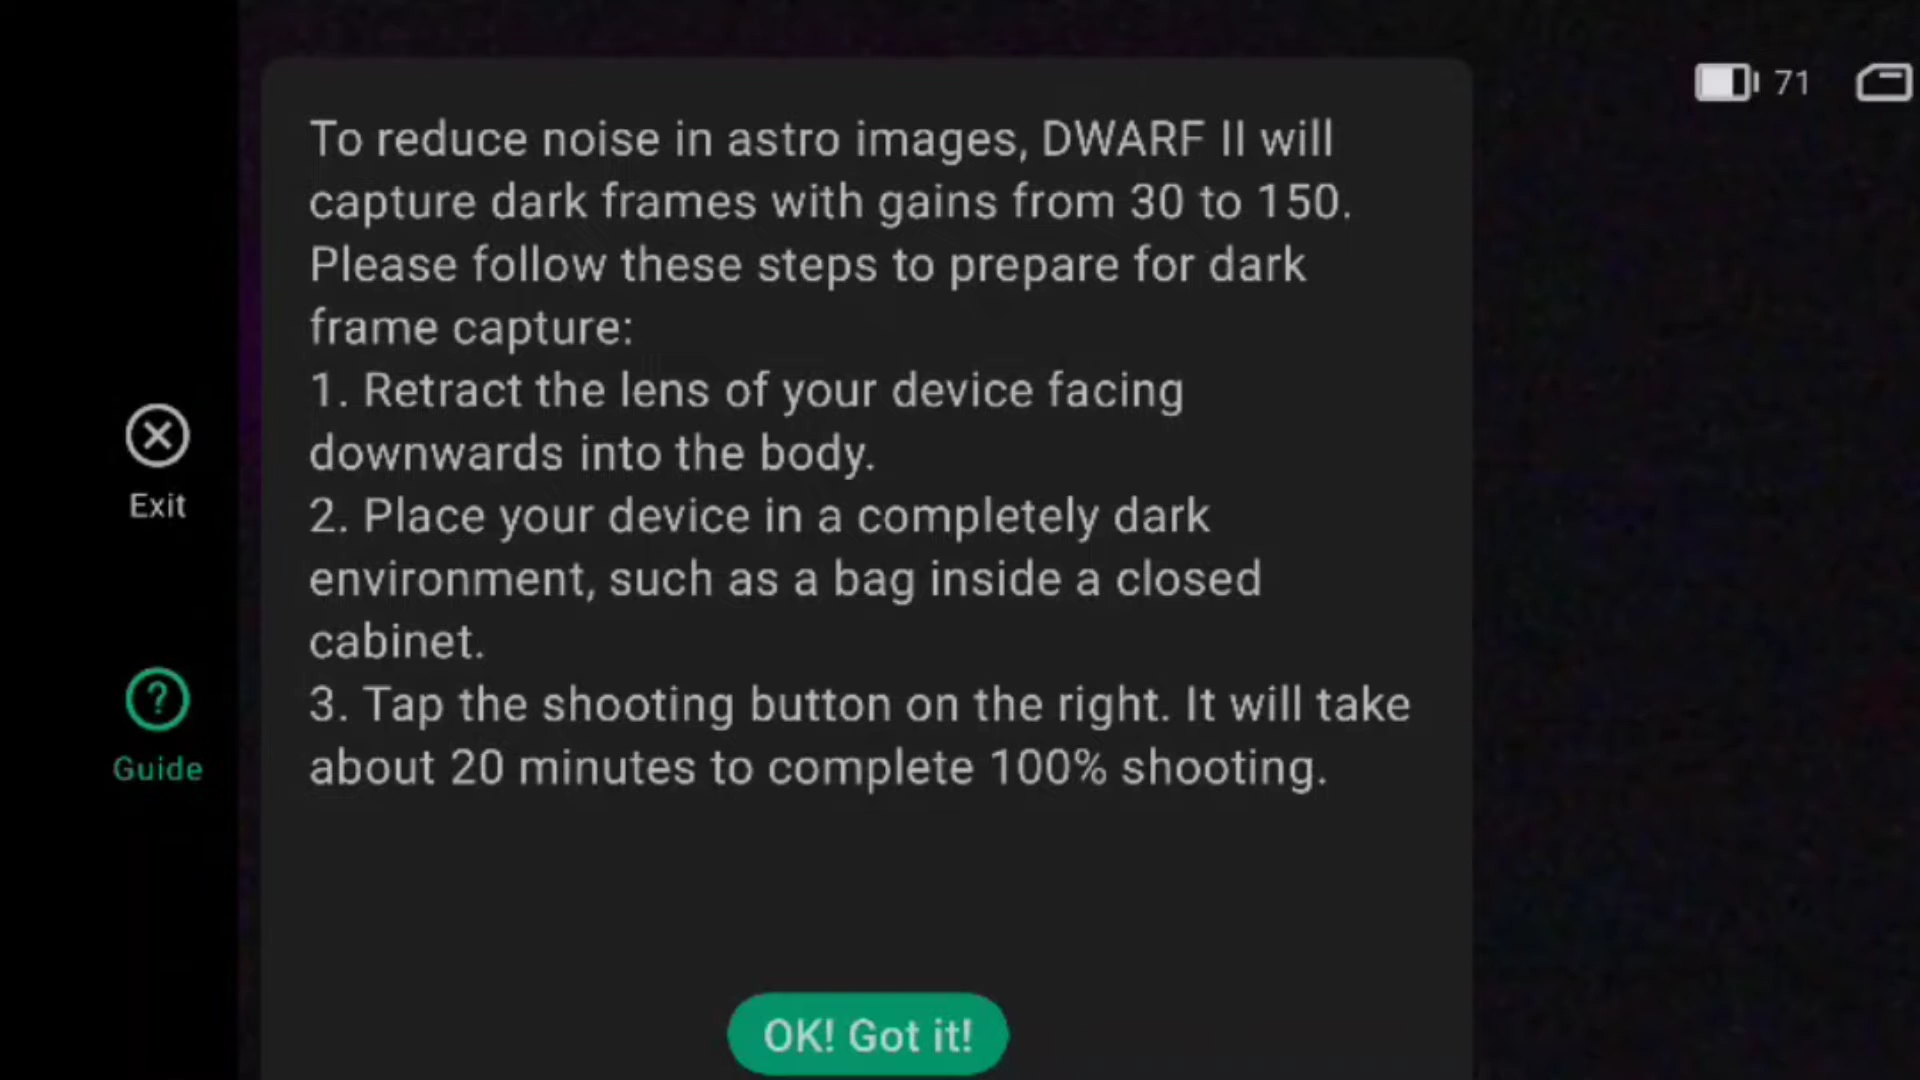 71
To reduce noise in astro images, DWARF II will
capture dark frames with gains from 30 to 150.
Please follow these steps to prepare for dark
frame capture:
1. Retract the lens of your device facing
downwards into the body.
2. Place your device in a completely dark
environment, such as a bag inside a closed
cabinet.
3. Tap the shooting button on the right. It will take
about 20 minutes to complete 100% shooting.
Exit
Guide
OK! Got it!